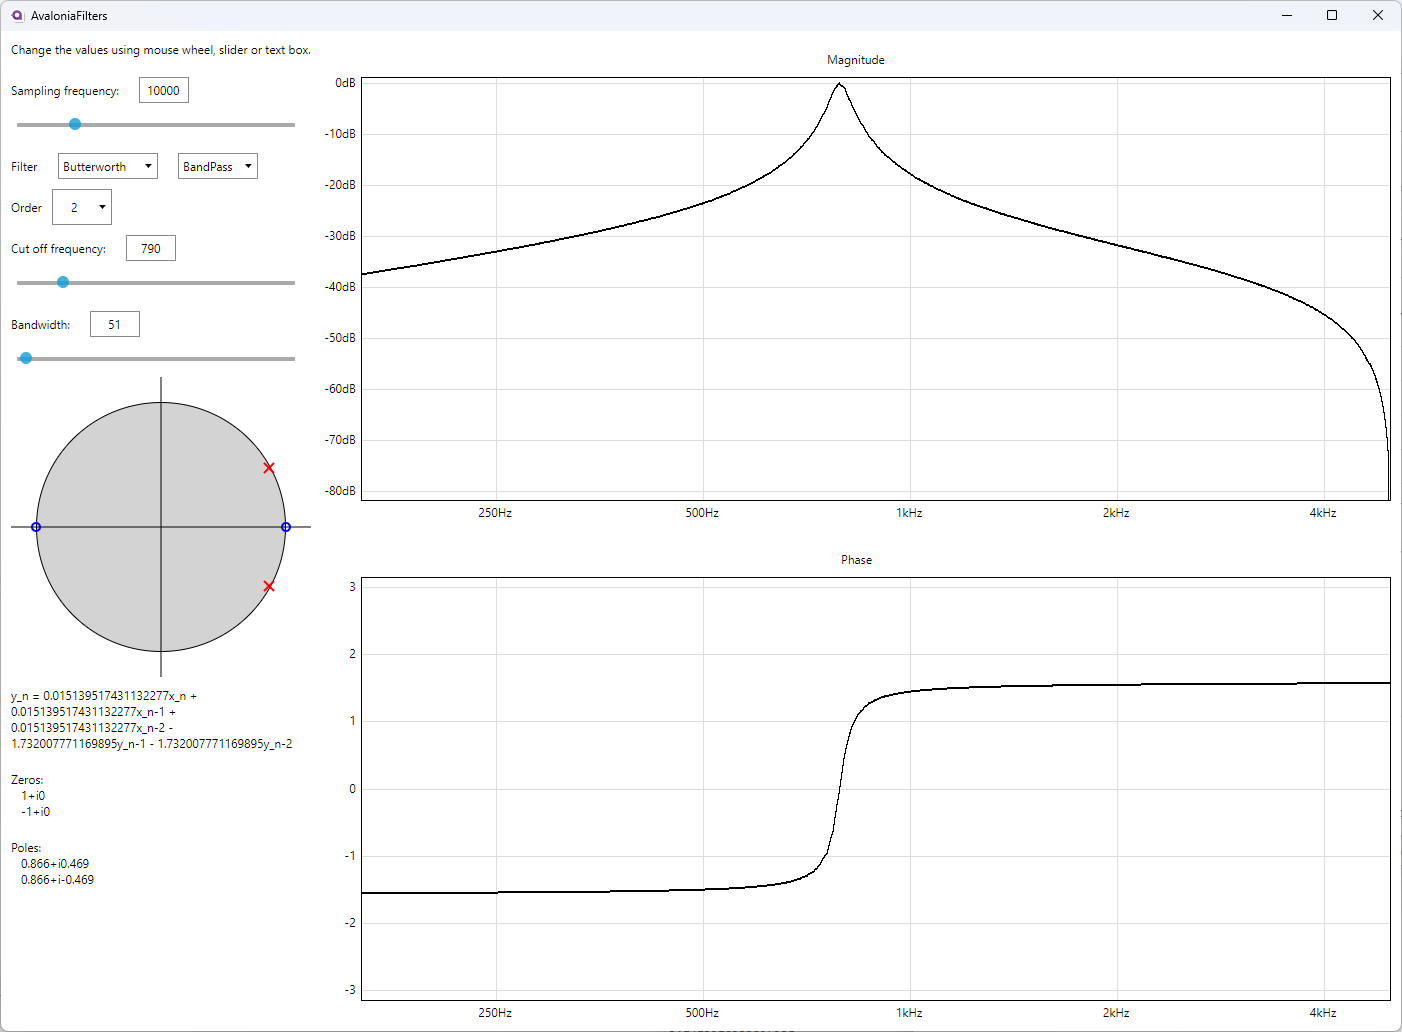 AvaloniaFilters
Change the values using mouse wheel, slider or text box.
Sampling frequency: 10000
Filter Butterworth BandPass
Order 2
Cut off frequency: 790
Bandwidth: 51
y_n = 0.015139517431132277x_n +
0.015139517431132277x_n-1 +
0.015139517431132277x_n-2 -
1.732007771169895y_n-1 - 1.732007771169895y_n-2
Zeros:
1+i0
-1+i0
Poles:
0.866+i0.469
0.866+i-0.469
Magnitude
0dB
-10dB
-20dB
-30dB
-40dB
-50dB
-60dB
-70dB
-80dB
250Hz 500Hz 1kHz 2kHz 4kHz
Phase
3
2
1
0
-1
-2
-3
250Hz 500Hz 1kHz 2kHz 4kHz